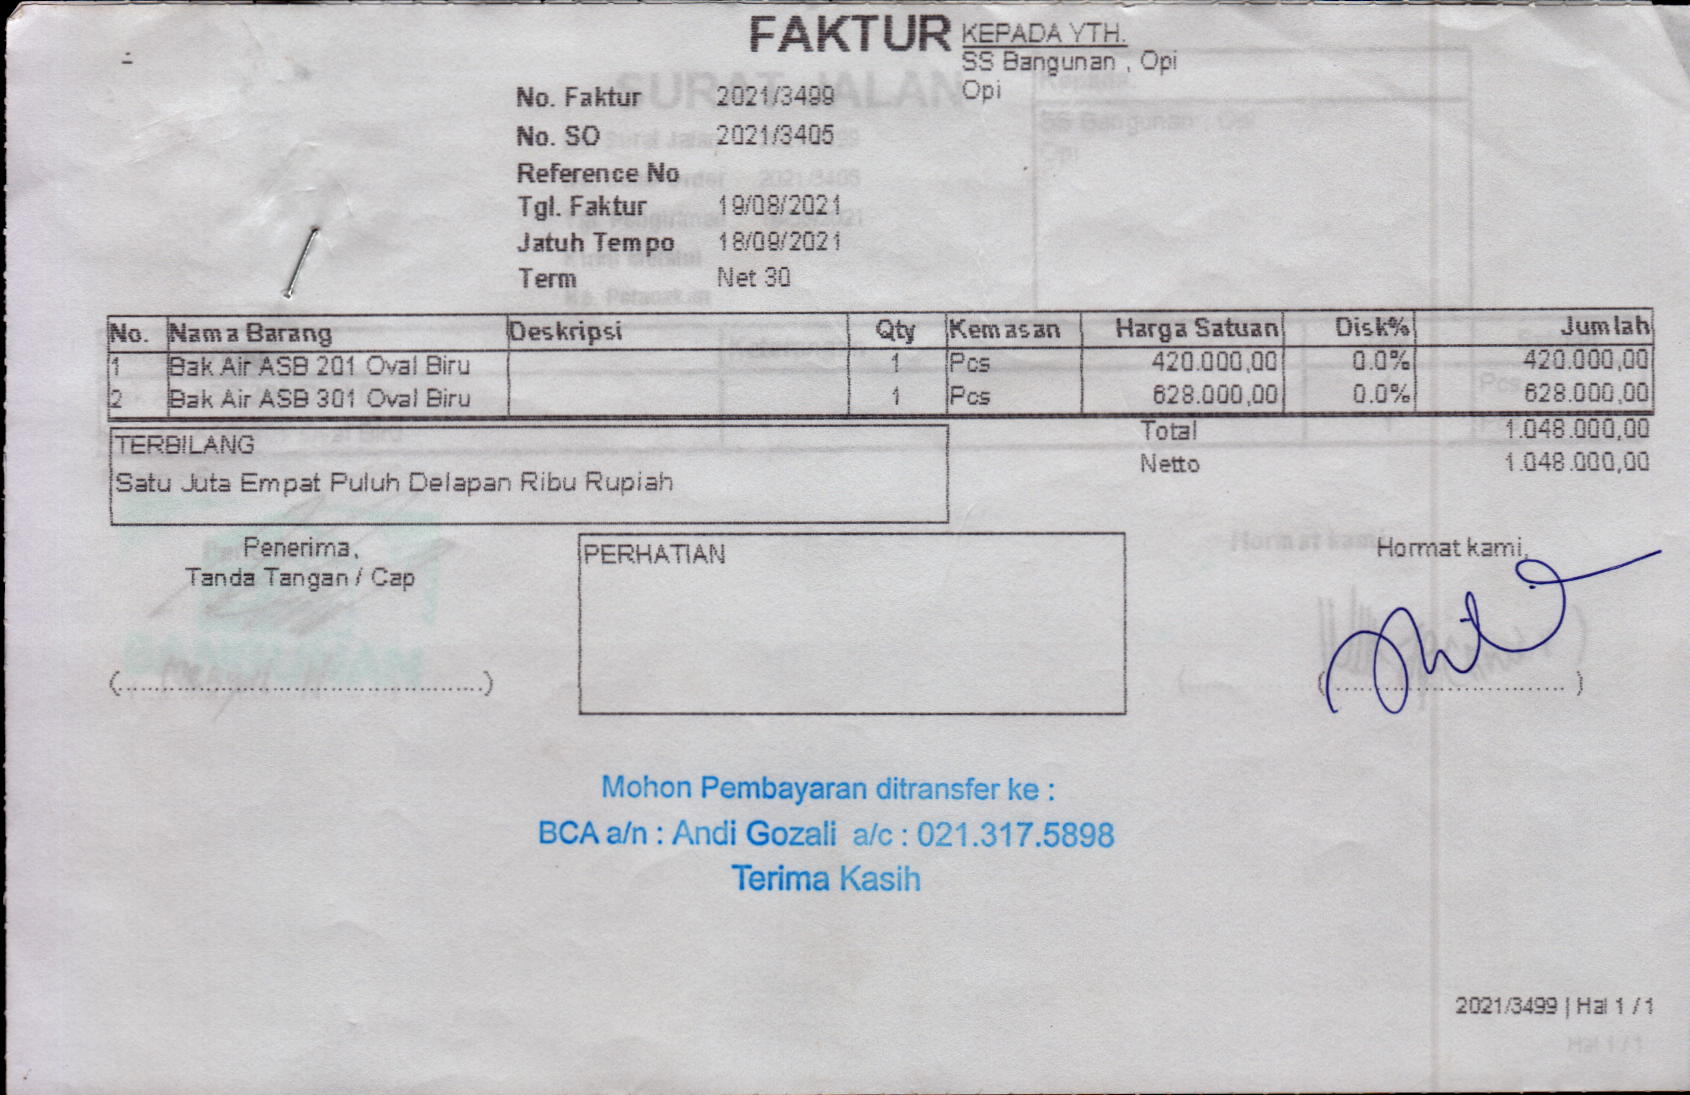 FAKTUR
KEPADA YTH.
SS Bangunan , Opi
Opi
No. Faktur 2021/3499
No. SO 2021/3405
Reference No
Tgl. Faktur 19/08/2021
Jatuh Tempo 18/09/2021
Term Net 30
No. Nama Barang Deskripsi Qty Kemasan Harga Satuan Disk% Jumlah
1 Bak Air ASB 201 Oval Biru 1 Pcs 420.000,00 0.0% 420.000,00
2 Bak Air ASB 301 Oval Biru 1 Pcs 628.000,00 0.0% 628.000,00
Total 1.048.000,00
Netto 1.048.000,00
TERBILANG
Satu Juta Empat Puluh Delapan Ribu Rupiah
Penerima,
Tanda Tangan / Cap
(..................................................)
PERHATIAN
Hormat kami,
(.................................)
Mohon Pembayaran ditransfer ke :
BCA a/n : Andi Gozali a/c : 021.317.5898
Terima Kasih
2021/3499 | Hal 1 / 1